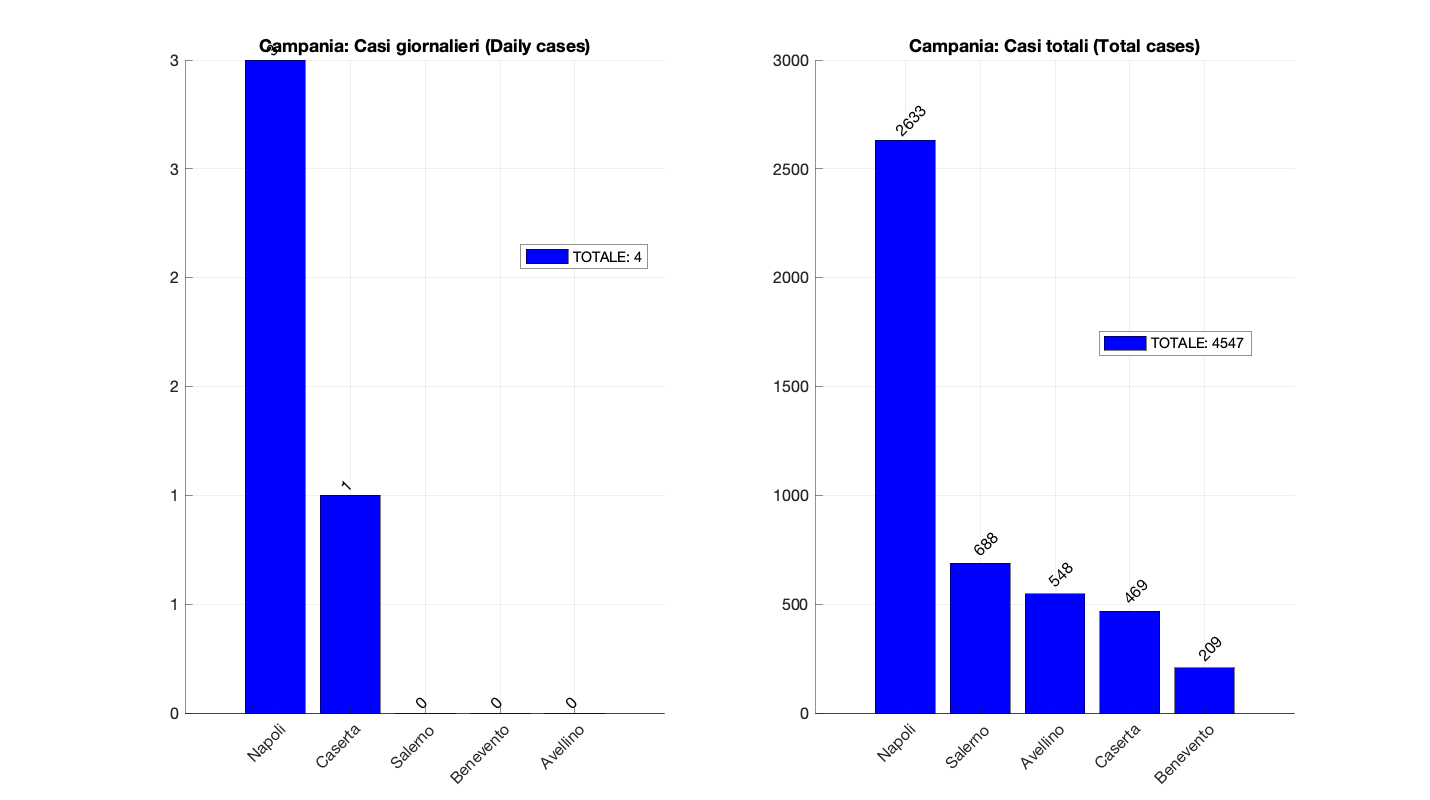 Campania: Casi giornalieri (Daily cases)
3
3
3
2
2
1
1
0
1
0
0
0
TOTALE: 4
Napoli
Caserta
Salerno
Benevento
Avellino
Campania: Casi totali (Total cases)
3000
2500
2000
1500
1000
500
0
2633
688
548
469
209
TOTALE: 4547
Napoli
Salerno
Avellino
Caserta
Benevento